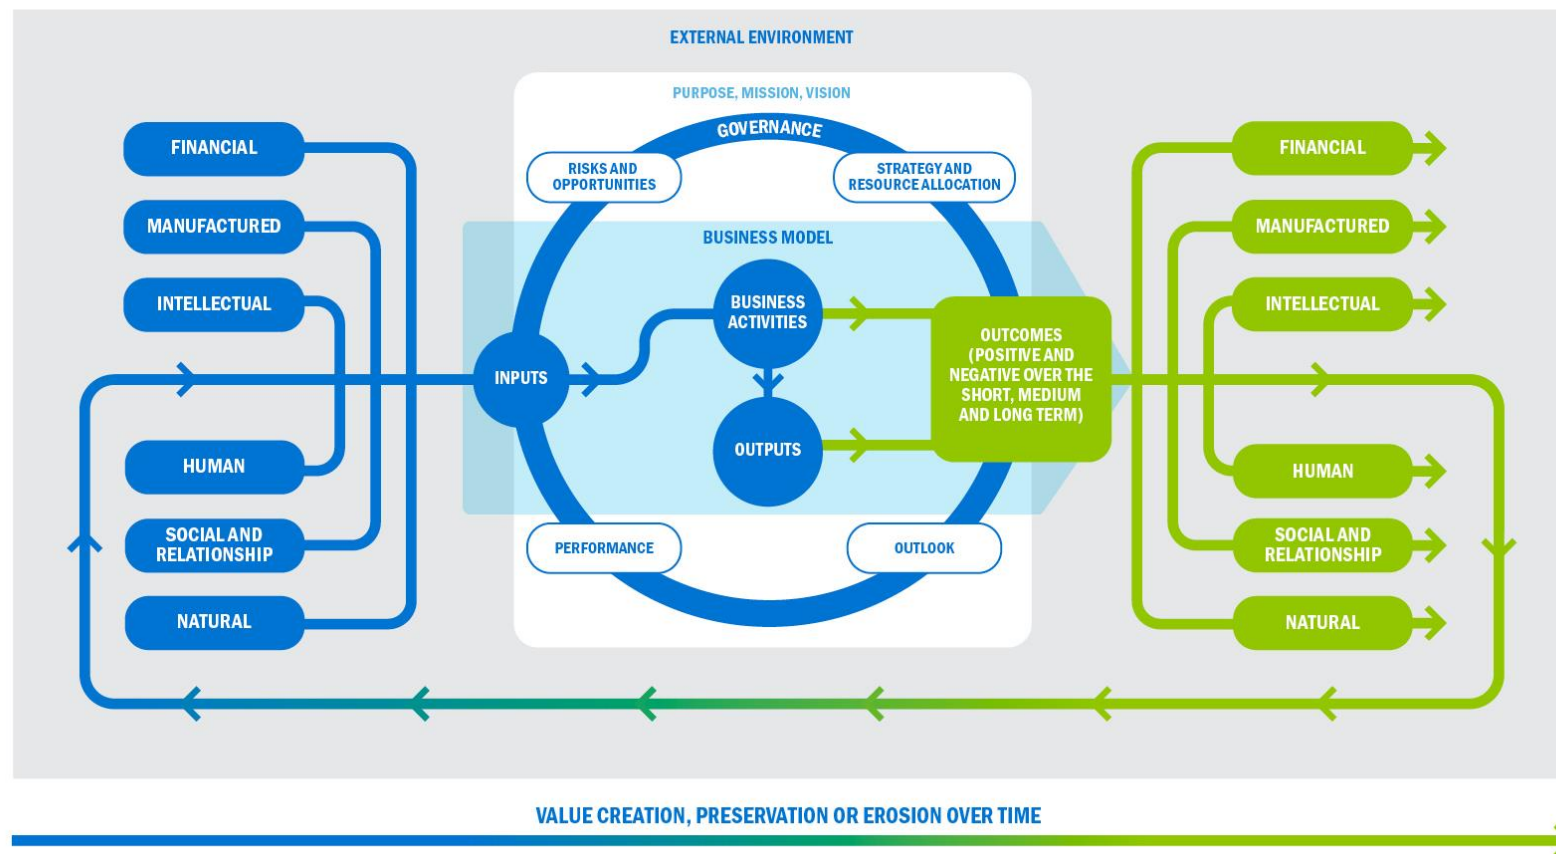 EXTERNAL ENVIRONMENT
PURPOSE, MISSION, VISION
GOVERNANCE
RISKS AND
OPPORTUNITIES
STRATEGY AND
RESOURCE ALLOCATION
FINANCIAL
MANUFACTURED
INTELLECTUAL
HUMAN
SOCIAL AND
RELATIONSHIP
NATURAL
INPUTS
BUSINESS MODEL
BUSINESS
ACTIVITIES
OUTPUTS
OUTCOMES
(POSITIVE AND
NEGATIVE OVER THE
SHORT, MEDIUM
AND LONG TERM)
PERFORMANCE
OUTLOOK
FINANCIAL
MANUFACTURED
INTELLECTUAL
HUMAN
SOCIAL AND
RELATIONSHIP
NATURAL
VALUE CREATION, PRESERVATION OR EROSION OVER TIME